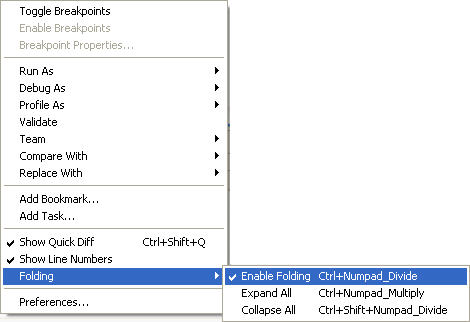 Toggle Breakpoints
Enable Breakpoints
Breakpoint Properties...
Run As
Debug As
Profile As
Validate
Team
Compare With
Replace With
Add Bookmark...
Add Task...
Show Quick Diff Ctrl+Shift+Q
Show Line Numbers
Folding
Preferences...
Enable Folding Ctrl+Numpad_Divide
Expand All Ctrl+Numpad_Multiply
Collapse All Ctrl+Shift+Numpad_Divide